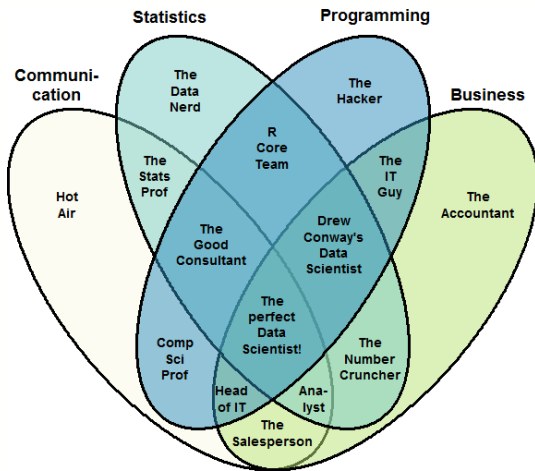 Statistics
Programming
Communi-
cation
Business
The
Data
Nerd
The
Hacker
R
Core
Team
The
Stats
Prof
The
IT
Guy
Hot
Air
The
Accountant
The
Good
Consultant
Drew
Conway's
Data
Scientist
The
perfect
Data
Scientist!
Comp
Sci
Prof
The
Number
Cruncher
Head
of IT
Ana-
lyst
The
Salesperson